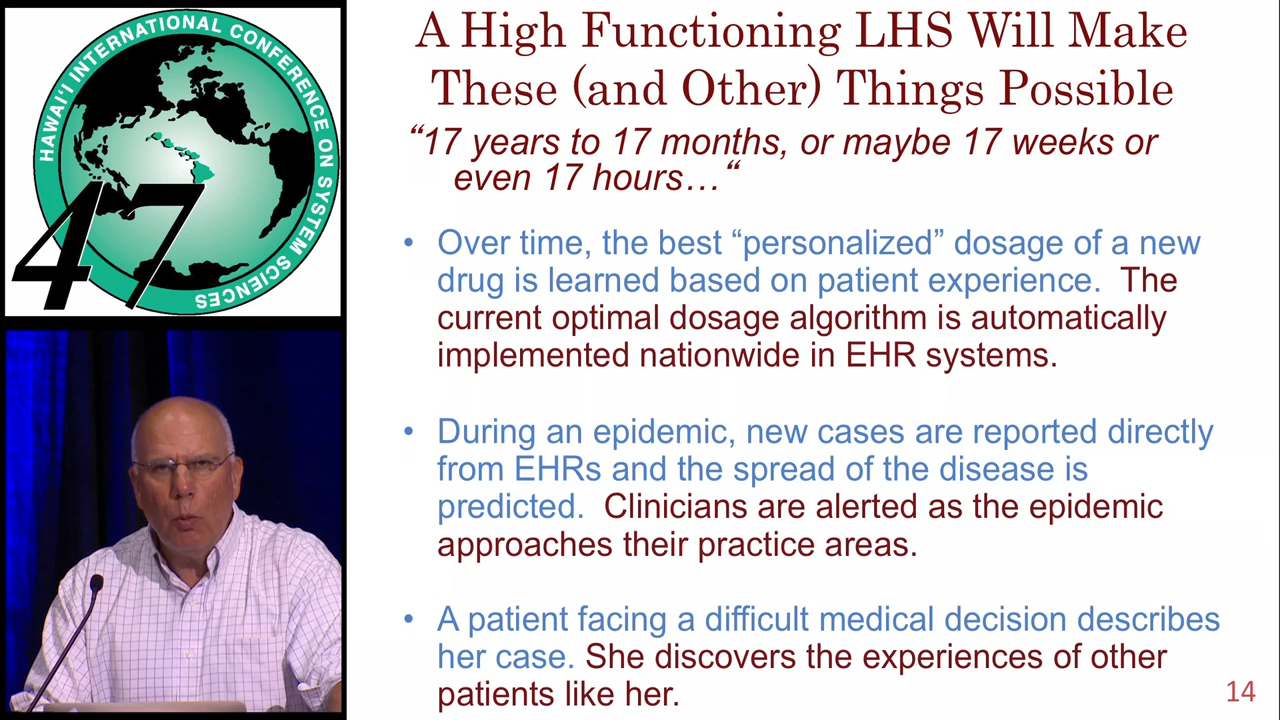 HAWAI‘I INTERNATIONAL CONFERENCE ON SYSTEM SCIENCES
47
A High Functioning LHS Will Make
These (and Other) Things Possible
“17 years to 17 months, or maybe 17 weeks or
even 17 hours…“
• Over time, the best “personalized” dosage of a new
drug is learned based on patient experience. The
current optimal dosage algorithm is automatically
implemented nationwide in EHR systems.
• During an epidemic, new cases are reported directly
from EHRs and the spread of the disease is
predicted. Clinicians are alerted as the epidemic
approaches their practice areas.
• A patient facing a difficult medical decision describes
her case. She discovers the experiences of other
patients like her.
14